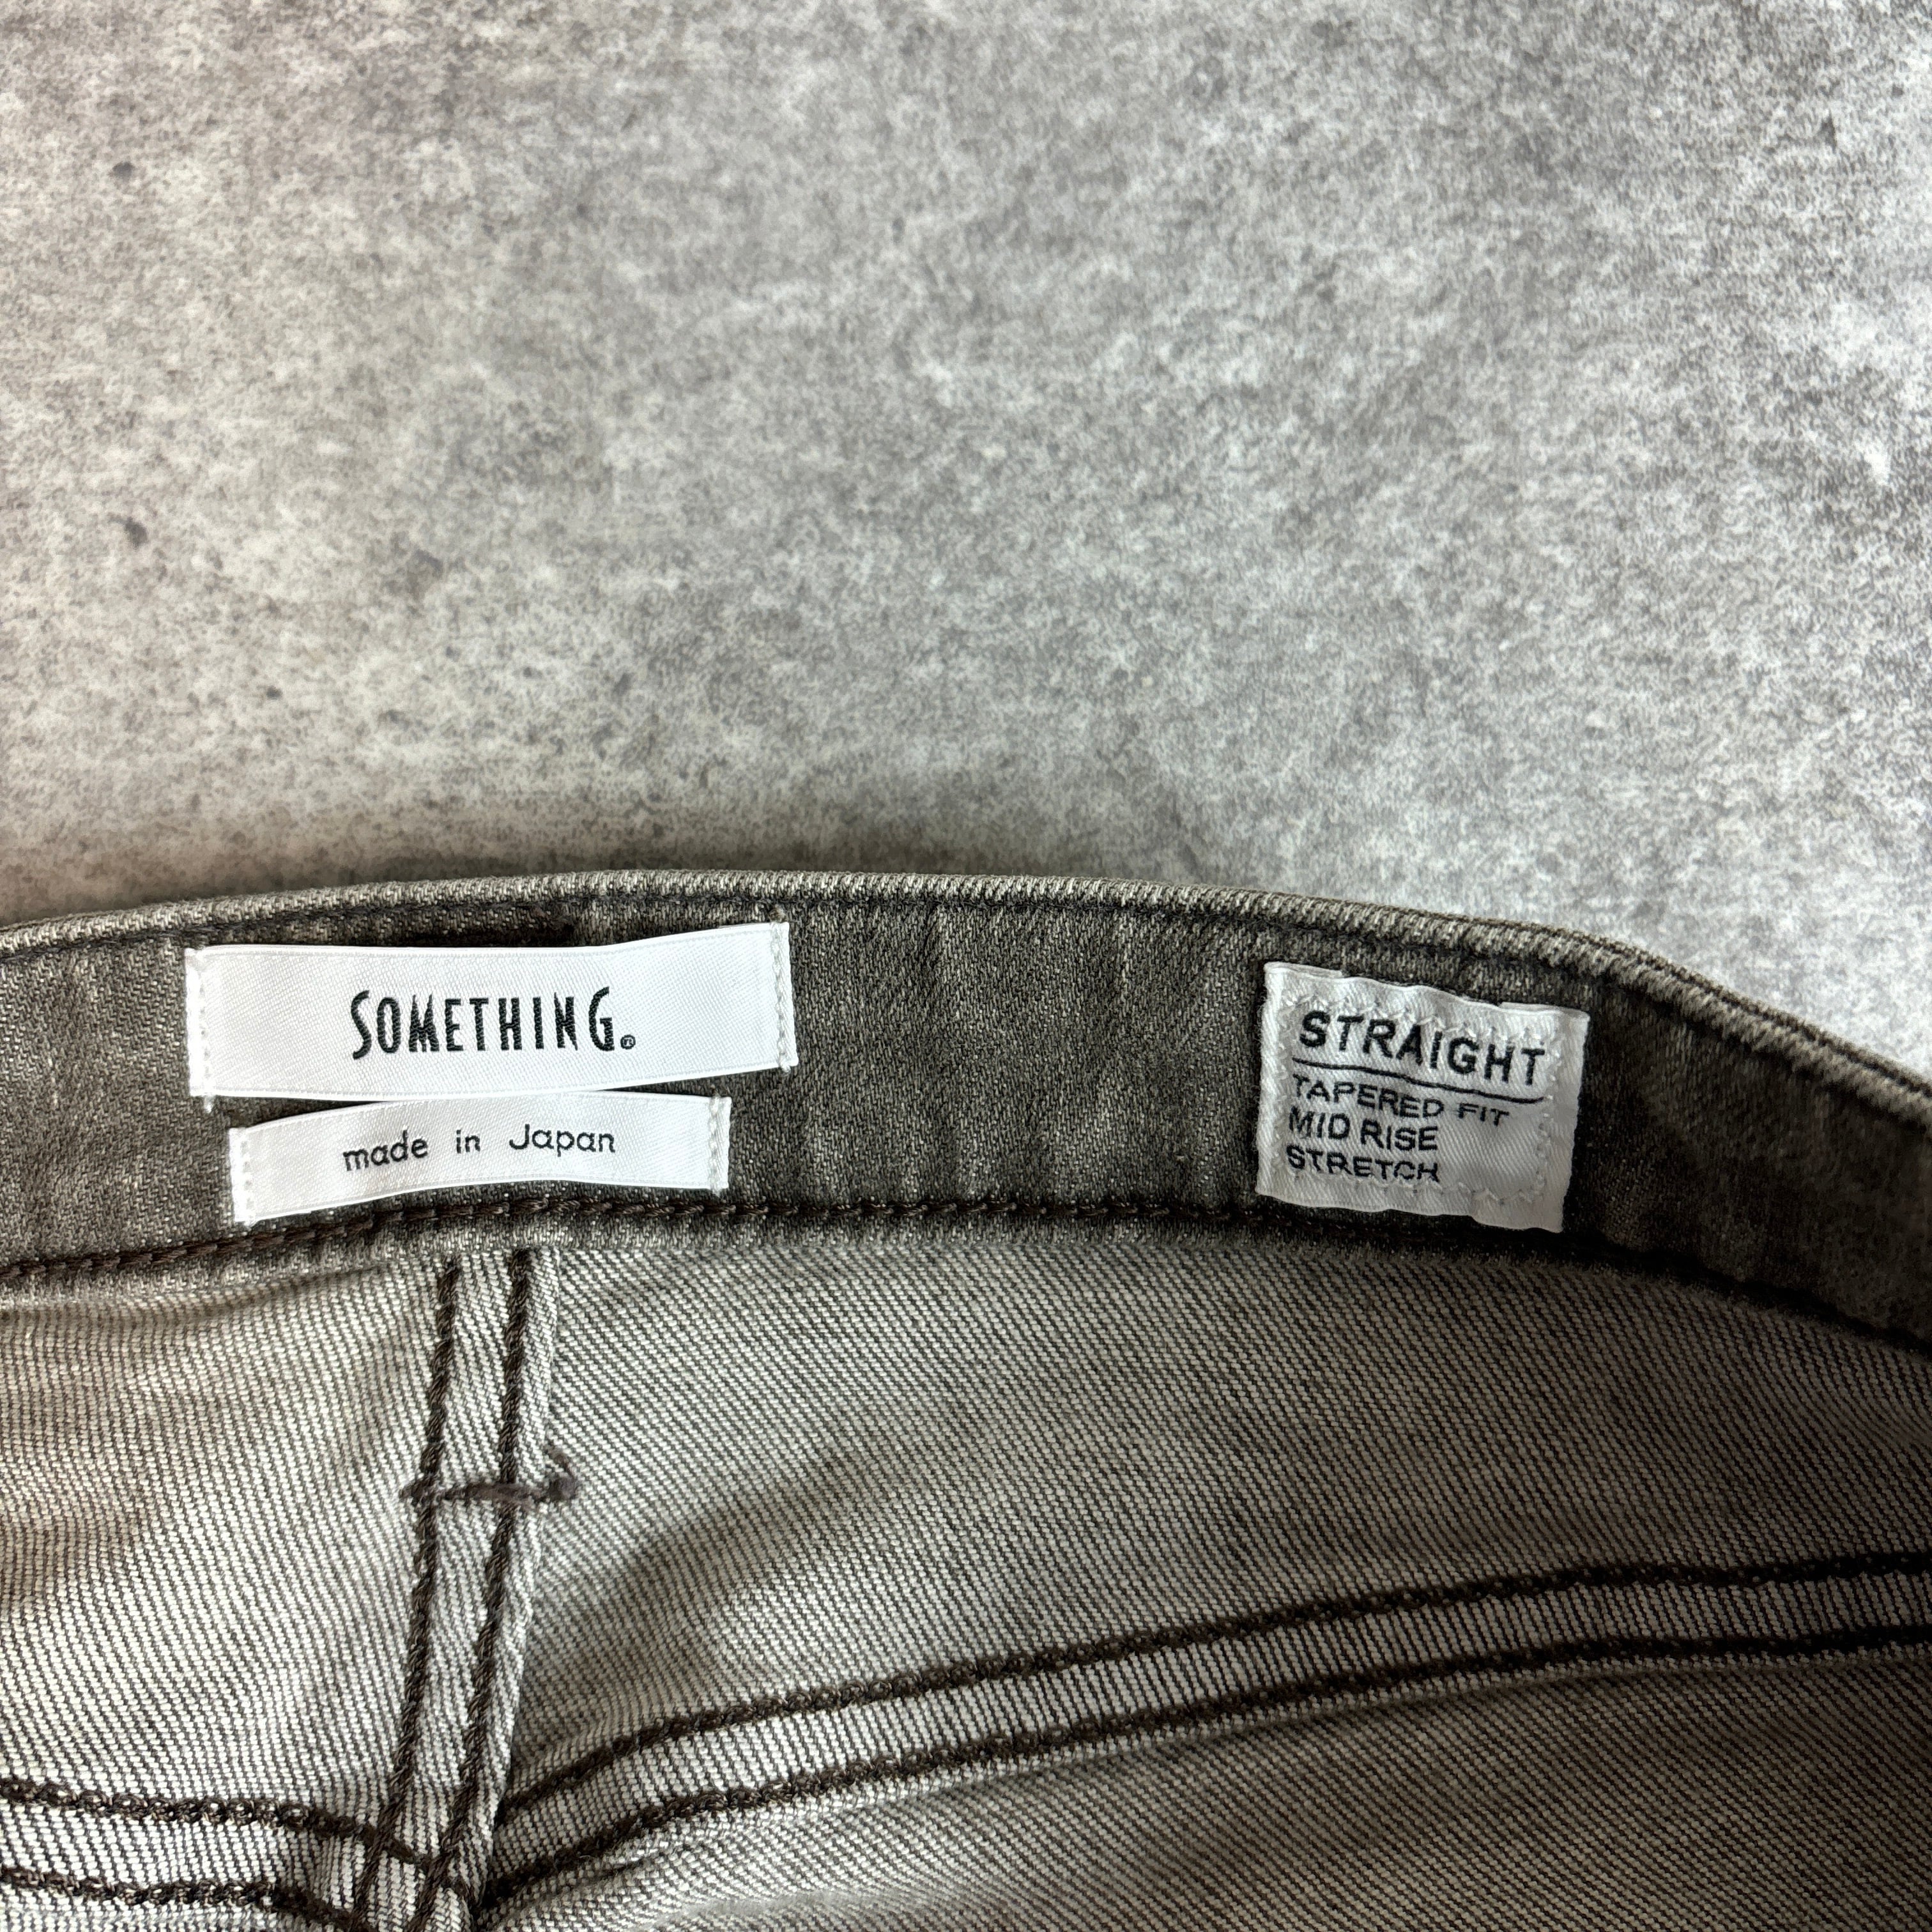 SOMETHING®
made in Japan
STRAIGHT
TAPERED FIT
MID RISE
STRETCH